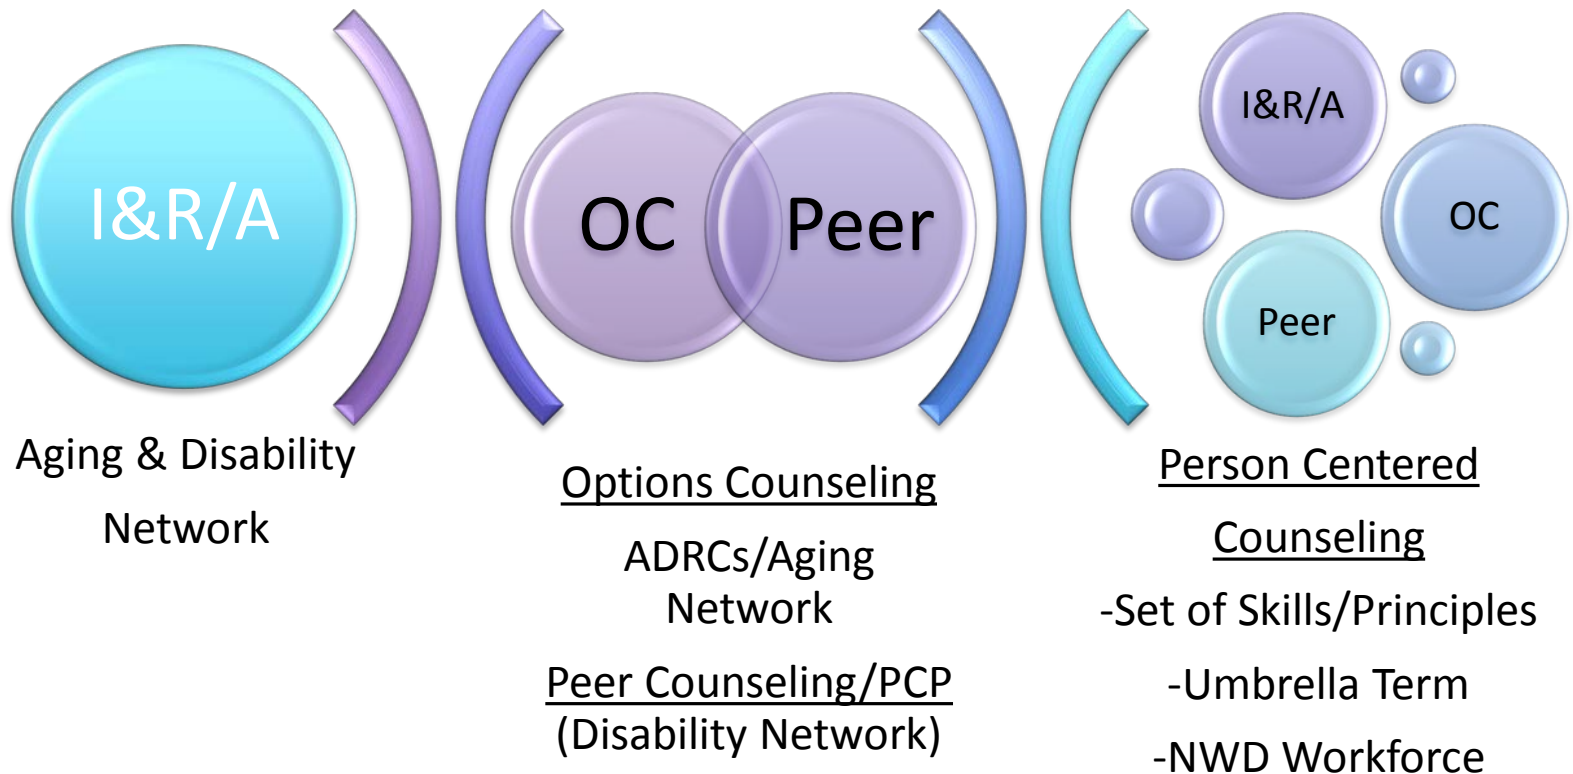 I&R/A
Aging & Disability
Network
OC
Peer
Options Counseling
ADRCs/Aging
Network
Peer Counseling/PCP
(Disability Network)
I&R/A
OC
Peer
Person Centered
Counseling
-Set of Skills/Principles
-Umbrella Term
-NWD Workforce